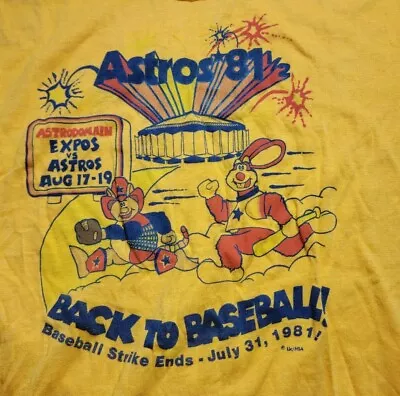 Astros '81½
ASTRODOMAIN
EXPOS
VS
ASTROS
AUG 17-19
BACK TO BASEBALL!
Baseball Strike Ends - July 31, 1981!